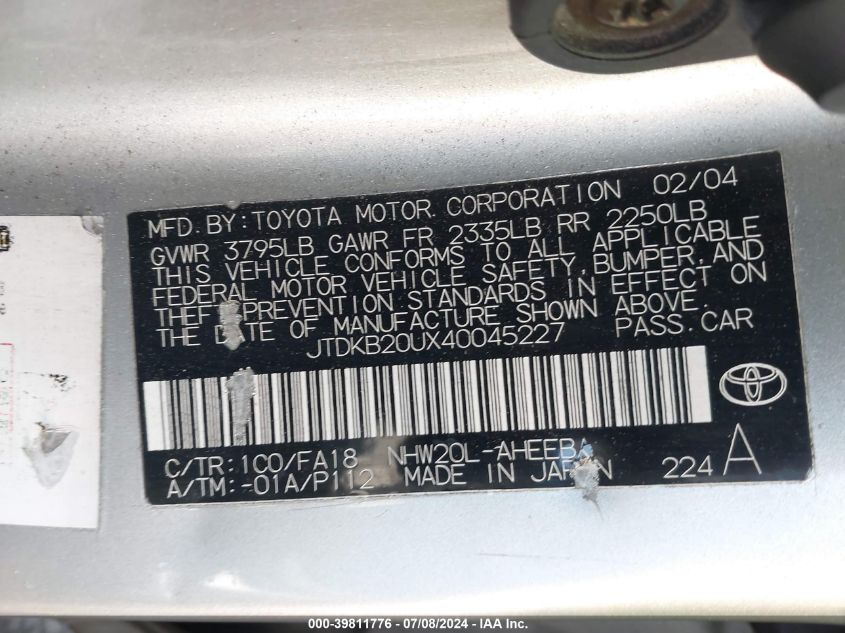 MFD. BY: TOYOTA MOTOR CORPORATION 02/04
GVWR 3795LB GAWR FR 2335LB RR 2250LB
THIS VEHICLE CONFORMS TO ALL APPLICABLE
FEDERAL MOTOR VEHICLE SAFETY, BUMPER, AND
THEFT PREVENTION STANDARDS IN EFFECT ON
THE DATE OF MANUFACTURE SHOWN ABOVE.
JTDKB20UX40045227 PASS. CAR
C/TR: 1C0/FA18 NHW20L-AHEEBA
A/TM: -01A/P112 MADE IN JAPAN 224 A
000-39811776 / 07/08/2024 - IAA Inc.